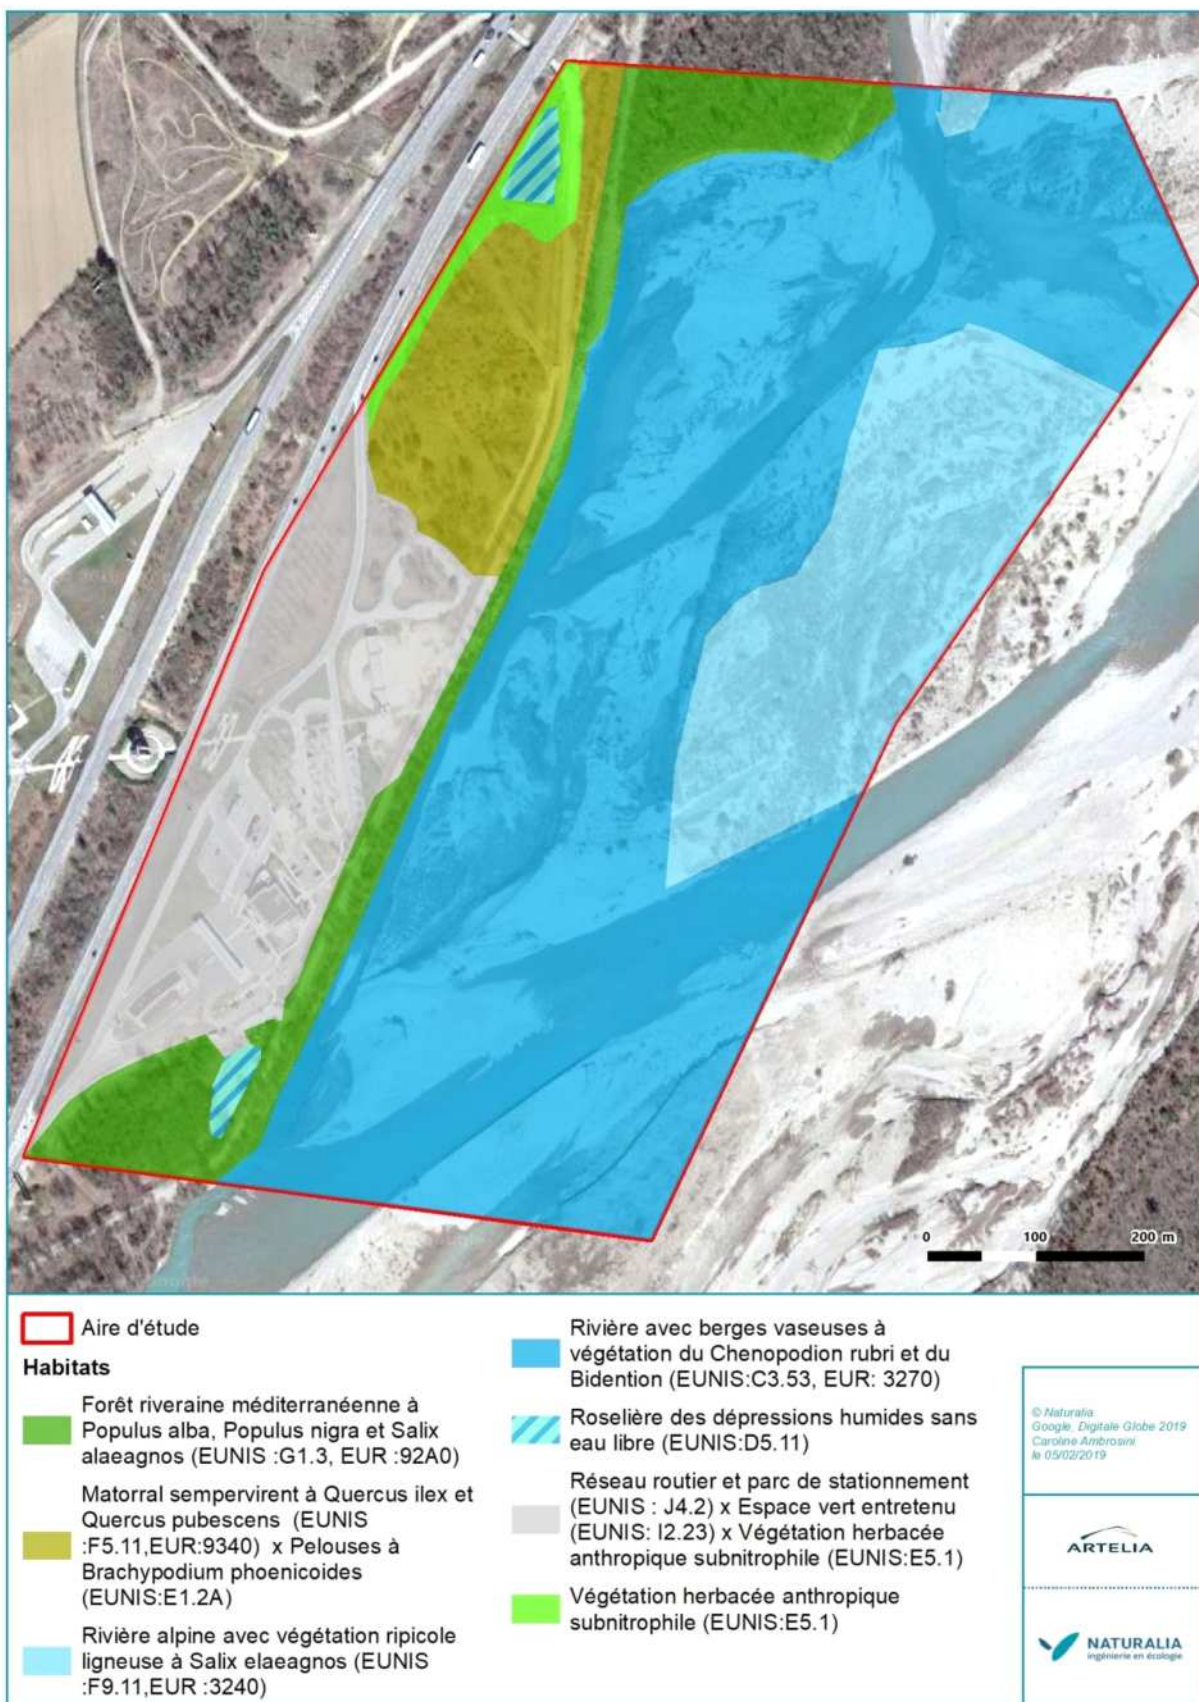 0 100 200 m
Aire d'étude
Habitats
Forêt riveraine méditerranéenne à
Populus alba, Populus nigra et Salix
alaeagnos (EUNIS :G1.3, EUR :92A0)
Matorral sempervirent à Quercus ilex et
Quercus pubescens (EUNIS
:F5.11,EUR:9340) x Pelouses à
Brachypodium phoenicoides
(EUNIS:E1.2A)
Rivière alpine avec végétation ripicole
ligneuse à Salix elaeagnos (EUNIS
:F9.11,EUR :3240)
Rivière avec berges vaseuses à
végétation du Chenopodion rubri et du
Bidention (EUNIS:C3.53, EUR: 3270)
Roselière des dépressions humides sans
eau libre (EUNIS:D5.11)
Réseau routier et parc de stationnement
(EUNIS : J4.2) x Espace vert entretenu
(EUNIS: I2.23) x Végétation herbacée
anthropique subnitrophile (EUNIS:E5.1)
Végétation herbacée anthropique
subnitrophile (EUNIS:E5.1)
© Naturalia
Google, Digitale Globe 2019
Caroline Ambrosini
le 05/02/2019
ARTELIA
NATURALIA
ingénierie en écologie